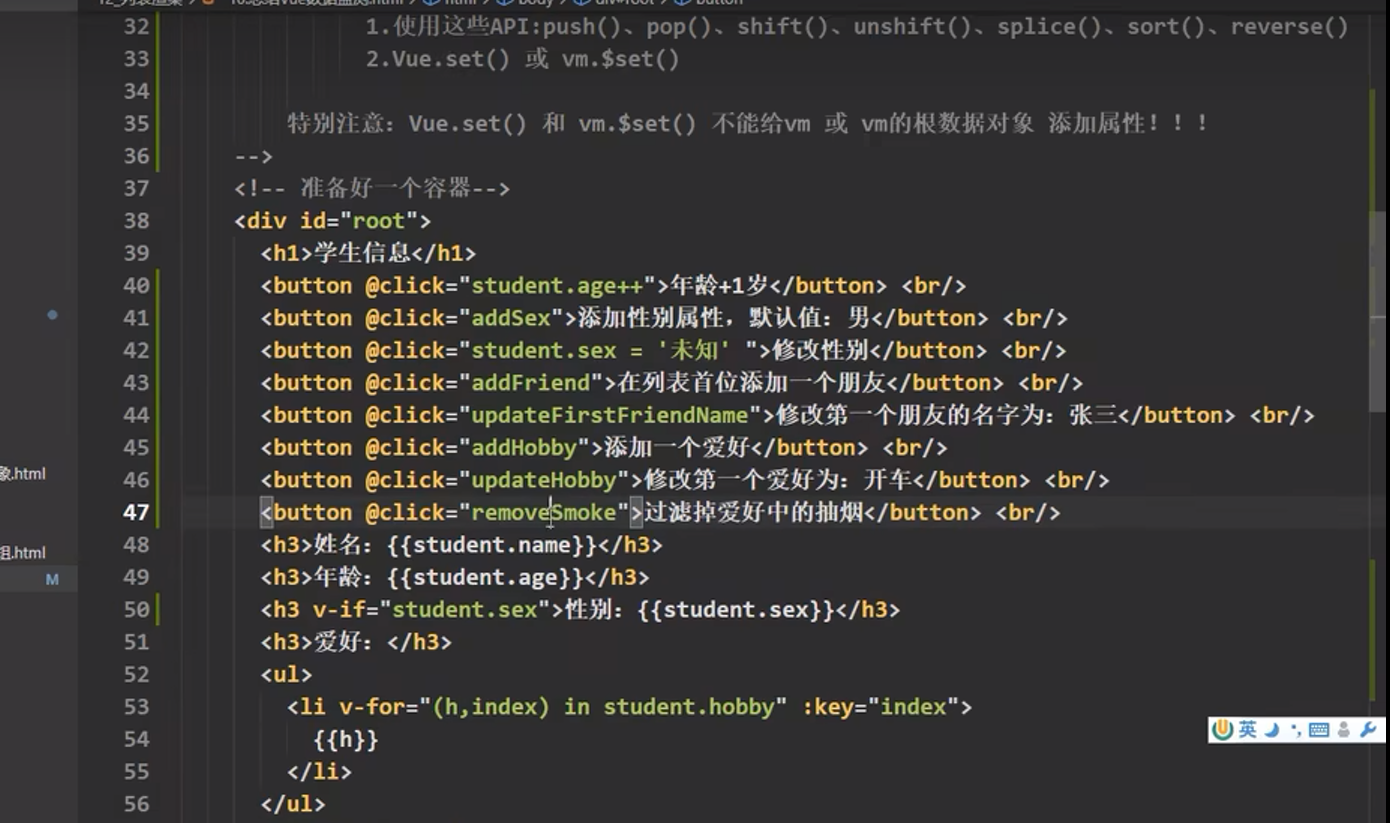 html
body
div#root
button
32 1.使用这些API:push()、pop()、shift()、unshift()、splice()、sort()、reverse()
33 2.Vue.set() 或 vm.$set()
34
35 特别注意：Vue.set() 和 vm.$set() 不能给vm 或 vm的根数据对象 添加属性！！！
36 -->
37 <!-- 准备好一个容器-->
38 <div id="root">
39 <h1>学生信息</h1>
40 <button @click="student.age++">年龄+1岁</button> <br/>
41 <button @click="addSex">添加性别属性，默认值：男</button> <br/>
42 <button @click="student.sex = '未知' ">修改性别</button> <br/>
43 <button @click="addFriend">在列表首位添加一个朋友</button> <br/>
44 <button @click="updateFirstFriendName">修改第一个朋友的名字为：张三</button> <br/>
45 <button @click="addHobby">添加一个爱好</button> <br/>
46 <button @click="updateHobby">修改第一个爱好为：开车</button> <br/>
象.html
47 <button @click="removeSmoke">过滤掉爱好中的抽烟</button> <br/>
48 <h3>姓名：{{student.name}}</h3>
组.html
49 <h3>年龄：{{student.age}}</h3>
M
50 <h3 v-if="student.sex">性别：{{student.sex}}</h3>
51 <h3>爱好：</h3>
52 <ul>
53 <li v-for="(h,index) in student.hobby" :key="index">
54 {{h}}
英
55 </li>
56 </ul>